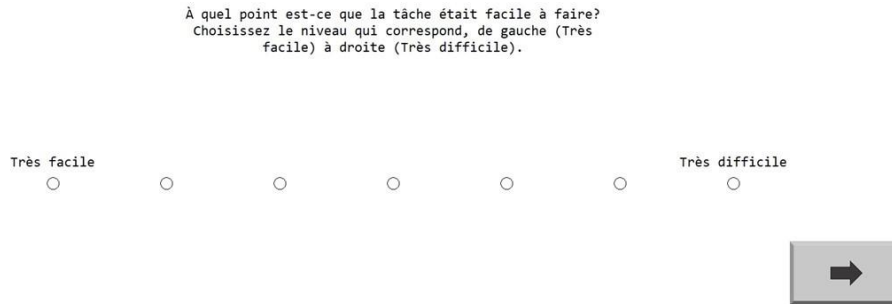 À quel point est-ce que la tâche était facile à faire?
Choisissez le niveau qui correspond, de gauche (Très
facile) à droite (Très difficile).
Très facile
Très difficile